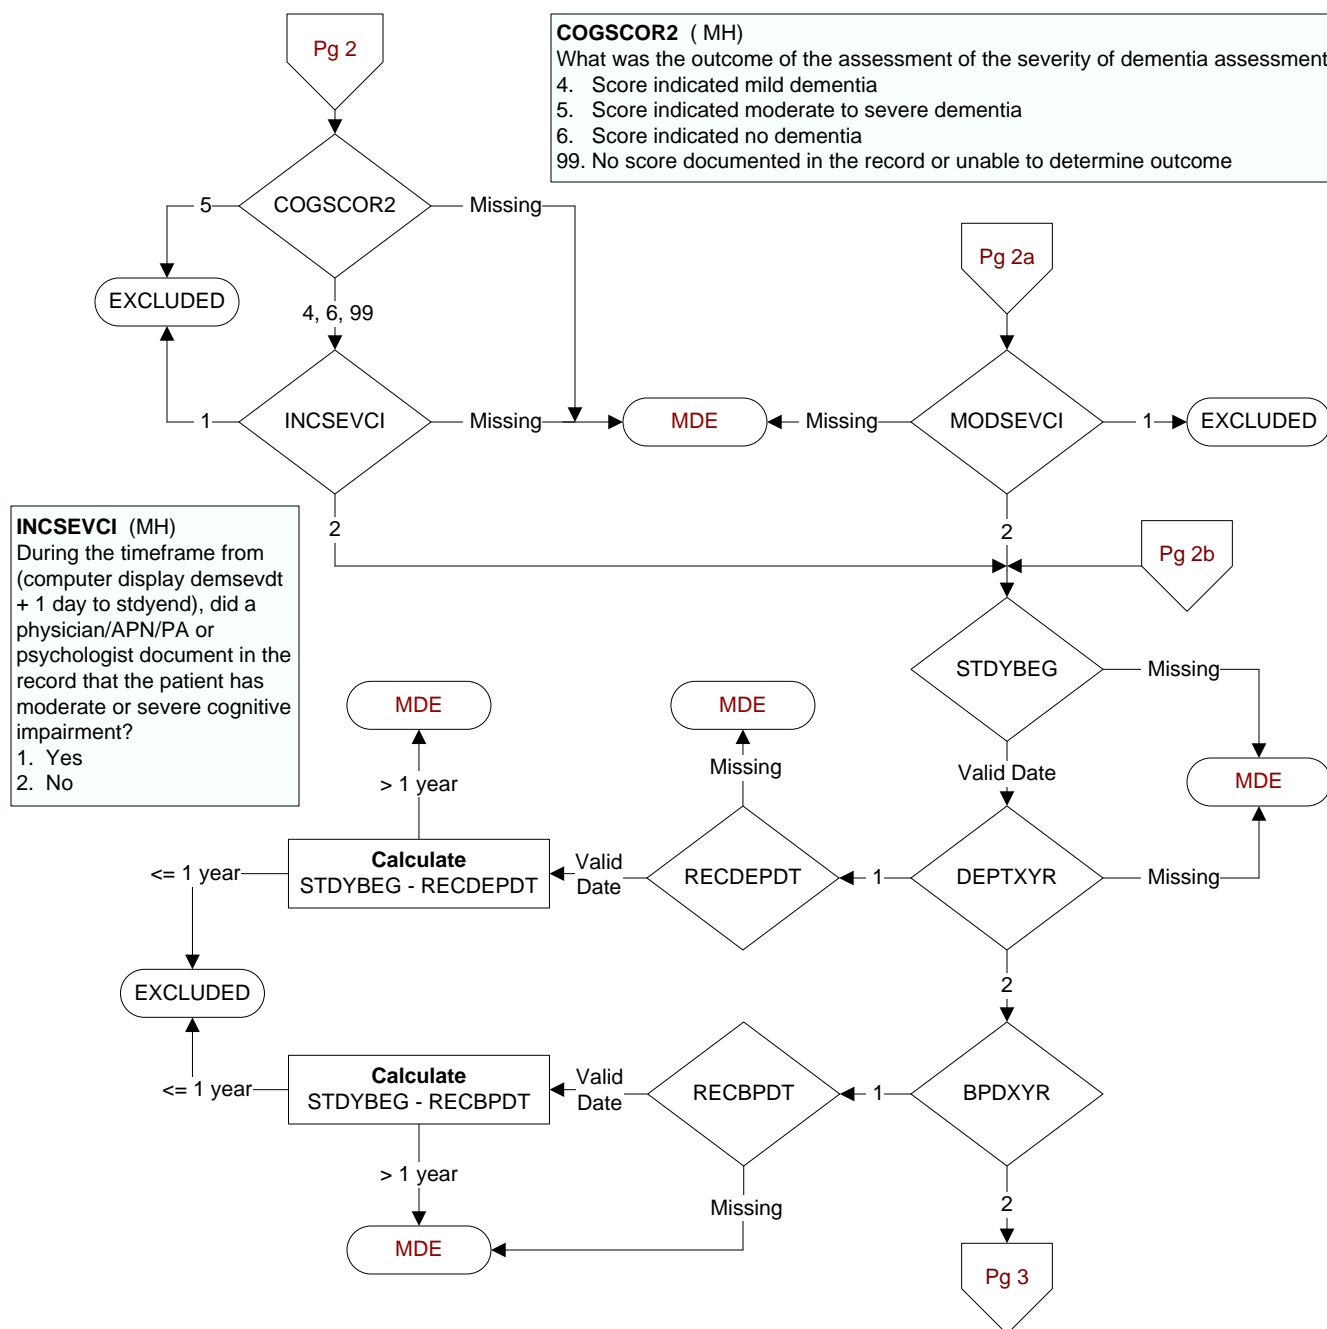 Pg 2
COGSCOR2 ( MH)
What was the outcome of the assessment of the severity of dementia assessment
4. Score indicated mild dementia
5. Score indicated moderate to severe dementia
6. Score indicated no dementia
99. No score documented in the record or unable to determine outcome
5
COGSCOR2
Missing
Pg 2a
EXCLUDED
4, 6, 99
1
INCSEVCI
Missing
MDE
Missing
MODSEVCI
1
EXCLUDED
INCSEVCI (MH)
During the timeframe from
(computer display demsevdt
+ 1 day to stdyend), did a
physician/APN/PA or
psychologist document in the
record that the patient has
moderate or severe cognitive
impairment?
1. Yes
2. No
2
2
Pg 2b
STDYBEG
Missing
MDE
MDE
Missing
Valid Date
MDE
> 1 year
<= 1 year
Calculate
STDYBEG - RECDEPDT
Valid
Date
RECDEPDT
1
DEPTXYR
Missing
EXCLUDED
2
<= 1 year
Calculate
STDYBEG - RECBPDT
Valid
Date
RECBPDT
1
BPDXYR
> 1 year
Missing
2
MDE
Pg 3